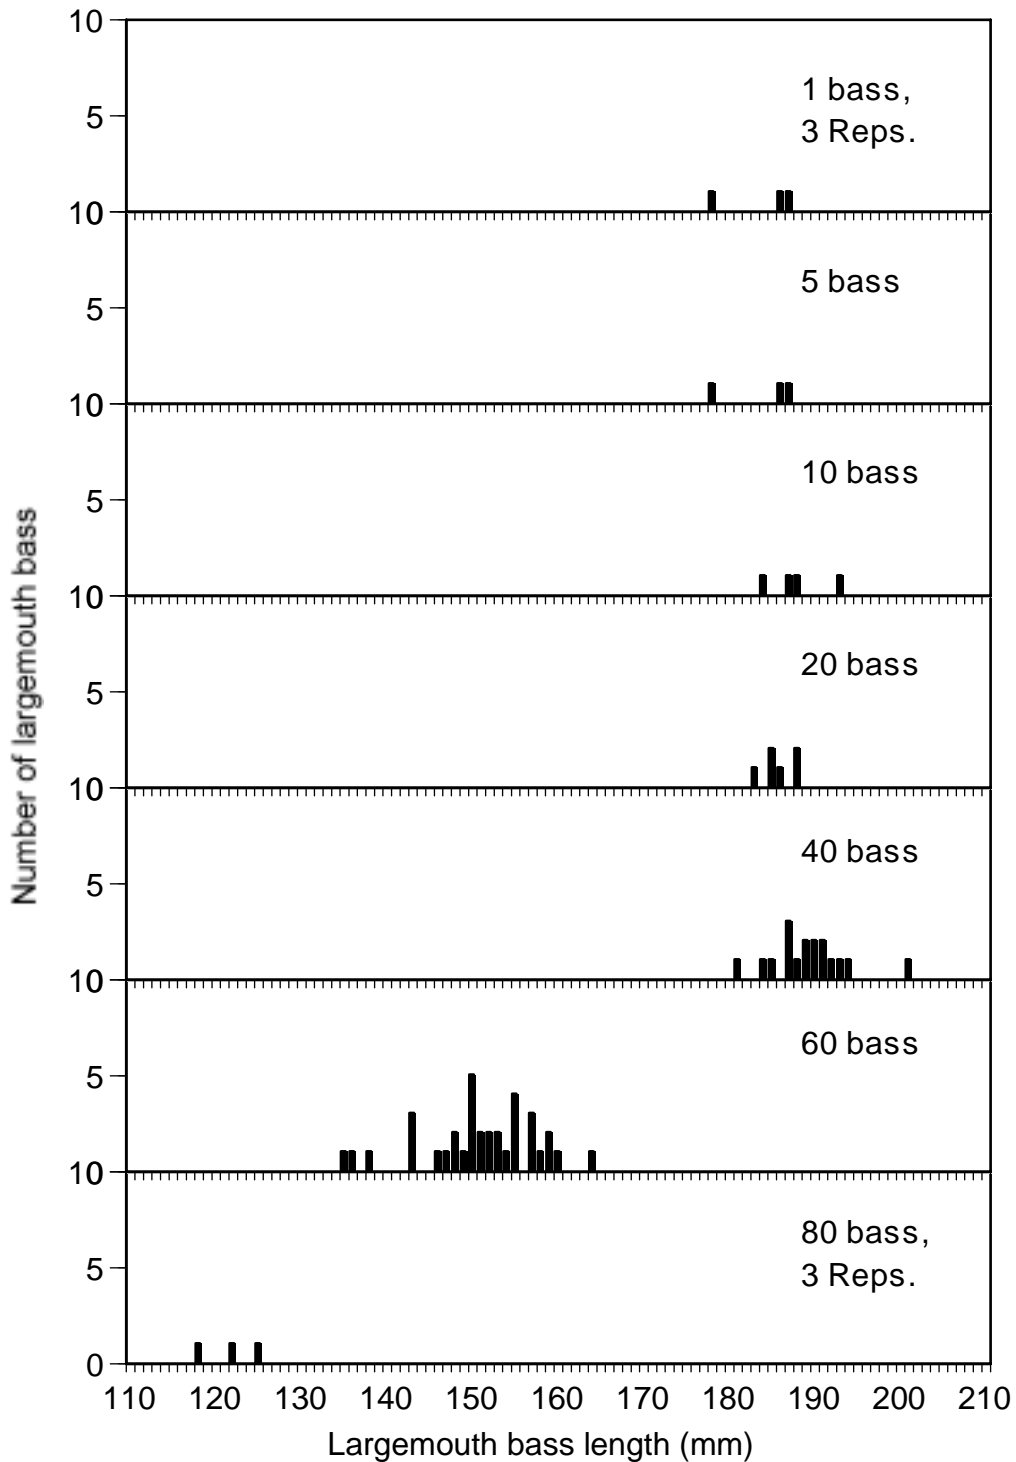 10
5
1 bass,
3 Reps.
10
5
5 bass
10
5
10 bass
10
5
20 bass
10
5
40 bass
10
5
60 bass
10
5
80 bass,
3 Reps.
0
110 120 130 140 150 160 170 180 190 200 210
Largemouth bass length (mm)
Number of largemouth bass